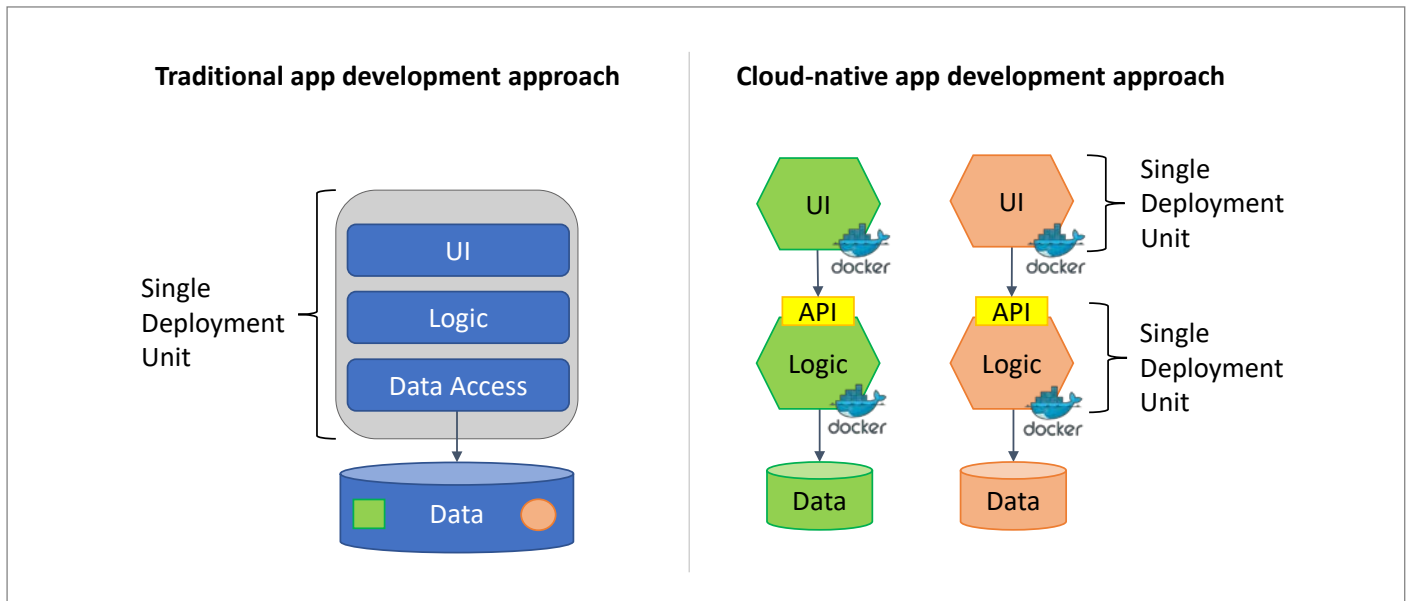 Traditional app development approach
Single
Deployment
Unit
UI
Logic
Data Access
Data
Cloud-native app development approach
UI
docker
API
Logic
docker
Data
UI
docker
API
Logic
docker
Data
Single
Deployment
Unit
Single
Deployment
Unit